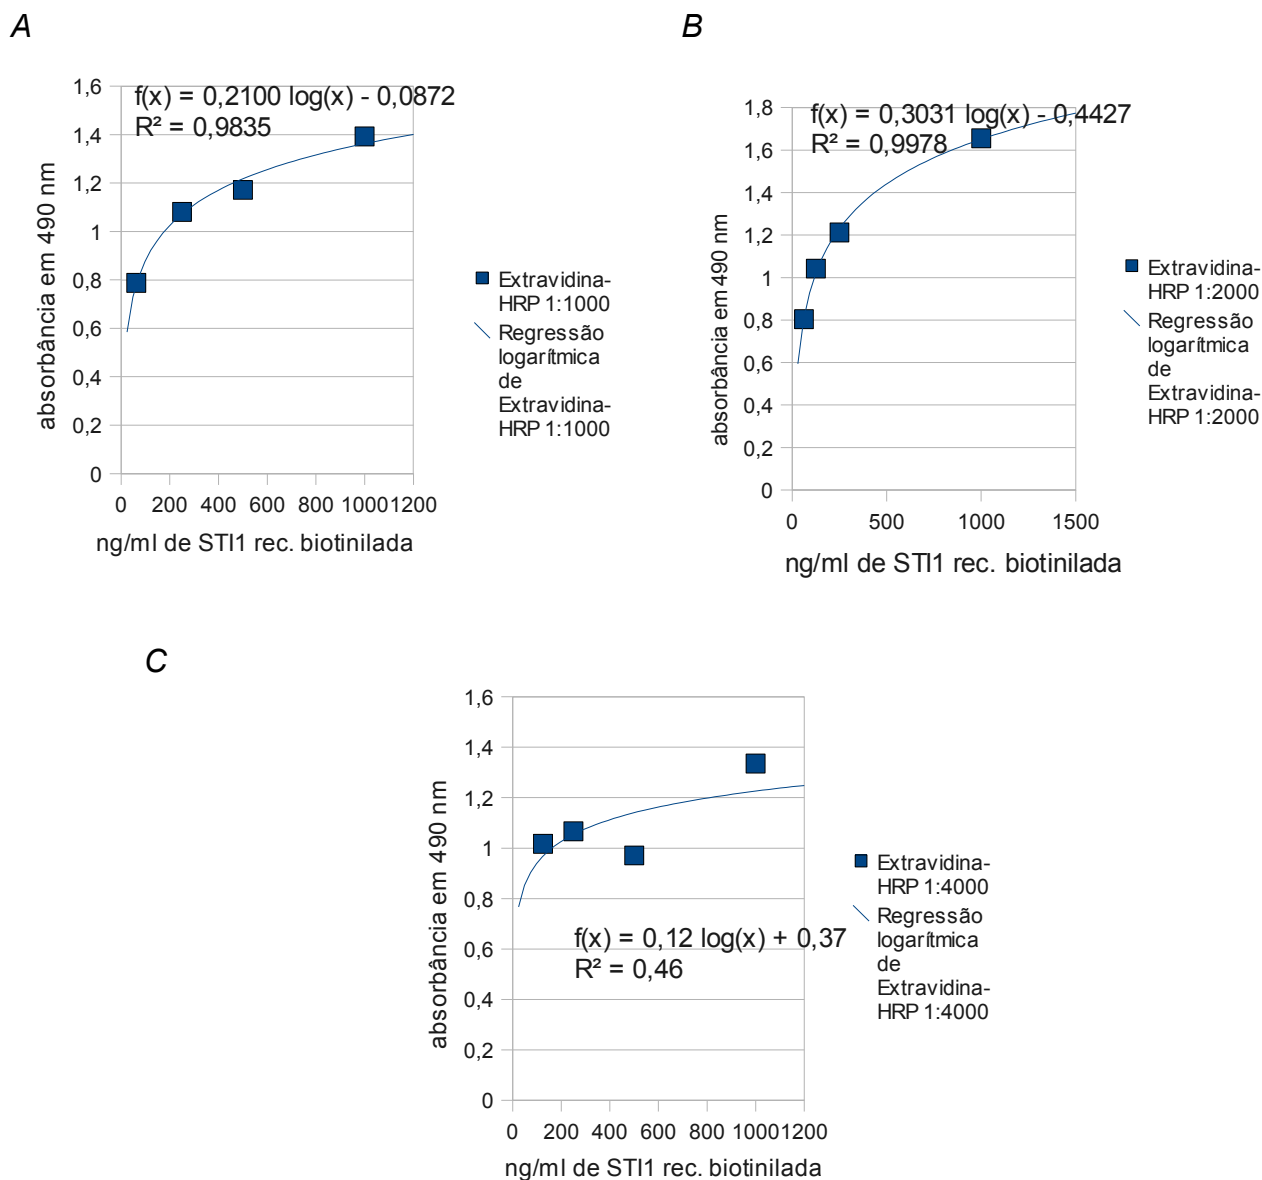 A
1,6
1,4
1,2
1
0,8
0,6
0,4
0,2
0
f(x) = 0,2100 log(x) - 0,0872
R² = 0,9835
absorbância em 490 nm
0 200 400 600 800 1000 1200
ng/ml de STI1 rec. biotinilada
Extravidina-
HRP 1:1000
Regressão
logarítmica
de
Extravidina-
HRP 1:1000
B
1,8
1,6
1,4
1,2
1
0,8
0,6
0,4
0,2
0
f(x) = 0,3031 log(x) - 0,4427
R² = 0,9978
absorbância em 490 nm
0 500 1000 1500
ng/ml de STI1 rec. biotinilada
Extravidina-
HRP 1:2000
Regressão
logarítmica
de
Extravidina-
HRP 1:2000
C
1,6
1,4
1,2
1
0,8
0,6
0,4
0,2
0
f(x) = 0,12 log(x) + 0,37
R² = 0,46
absorbância em 490 nm
0 200 400 600 800 1000 1200
ng/ml de STI1 rec. biotinilada
Extravidina-
HRP 1:4000
Regressão
logarítmica
de
Extravidina-
HRP 1:4000